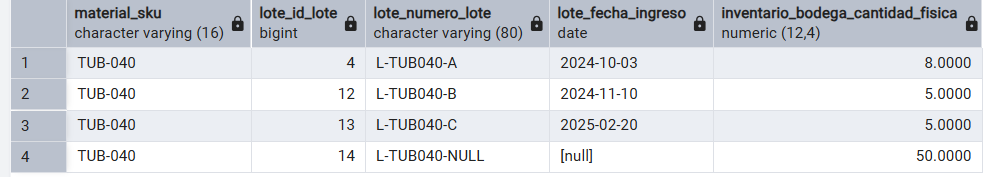 material_sku lote_id_lote lote_numero_lote lote_fecha_ingreso inventario_bodega_cantidad_fisica
character varying (16) bigint character varying (80) date numeric (12,4)
1 TUB-040 4 L-TUB040-A 2024-10-03 8.0000
2 TUB-040 12 L-TUB040-B 2024-11-10 5.0000
3 TUB-040 13 L-TUB040-C 2025-02-20 5.0000
4 TUB-040 14 L-TUB040-NULL [null] 50.0000